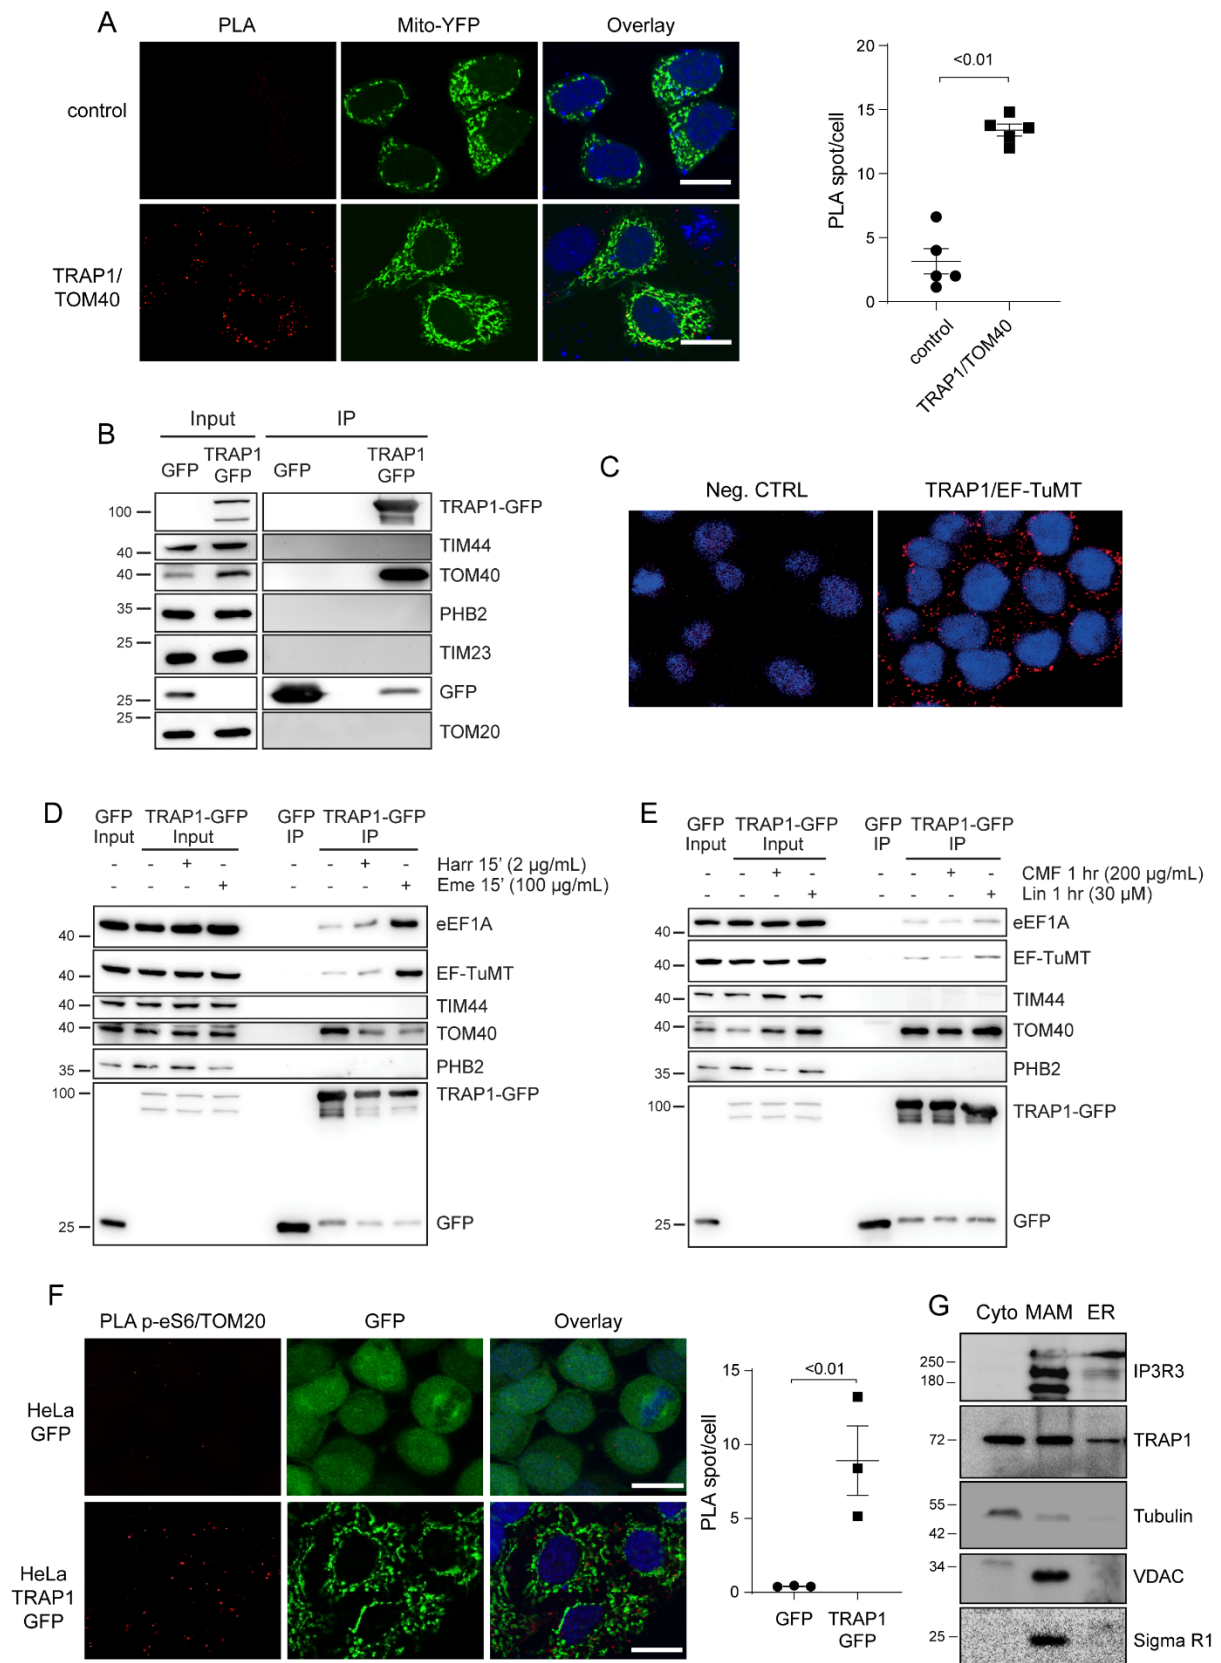 A
PLA
Mito-YFP
Overlay
control
TRAP1/
TOM40
PLA spot/cell
20
15
10
5
0
<0.01
control
TRAP1/TOM40
B
Input
IP
GFP
TRAP1
GFP
GFP
TRAP1
GFP
100
TRAP1-GFP
40
TIM44
40
TOM40
35
PHB2
25
TIM23
25
GFP
25
TOM20
C
Neg. CTRL
TRAP1/EF-TuMT
D
GFP
Input
TRAP1-GFP
Input
GFP
IP
TRAP1-GFP
IP
- - + - - - + - Harr 15' (2 µg/mL)
- - - + - - - + Eme 15' (100 µg/mL)
40
eEF1A
40
EF-TuMT
40
TIM44
40
TOM40
35
PHB2
100
TRAP1-GFP
25
GFP
E
GFP
Input
TRAP1-GFP
Input
GFP
IP
TRAP1-GFP
IP
- - + - - - + - CMF 1 hr (200 µg/mL)
- - - + - - - + Lin 1 hr (30 µM)
40
eEF1A
40
EF-TuMT
40
TIM44
40
TOM40
35
PHB2
100
TRAP1-GFP
25
GFP
F
PLA p-eS6/TOM20
GFP
Overlay
HeLa
GFP
HeLa
TRAP1
GFP
PLA spot/cell
15
10
5
0
<0.01
GFP
TRAP1
GFP
G
Cyto MAM ER
250
180
IP3R3
72
TRAP1
55
42
Tubulin
34
VDAC
25
Sigma R1